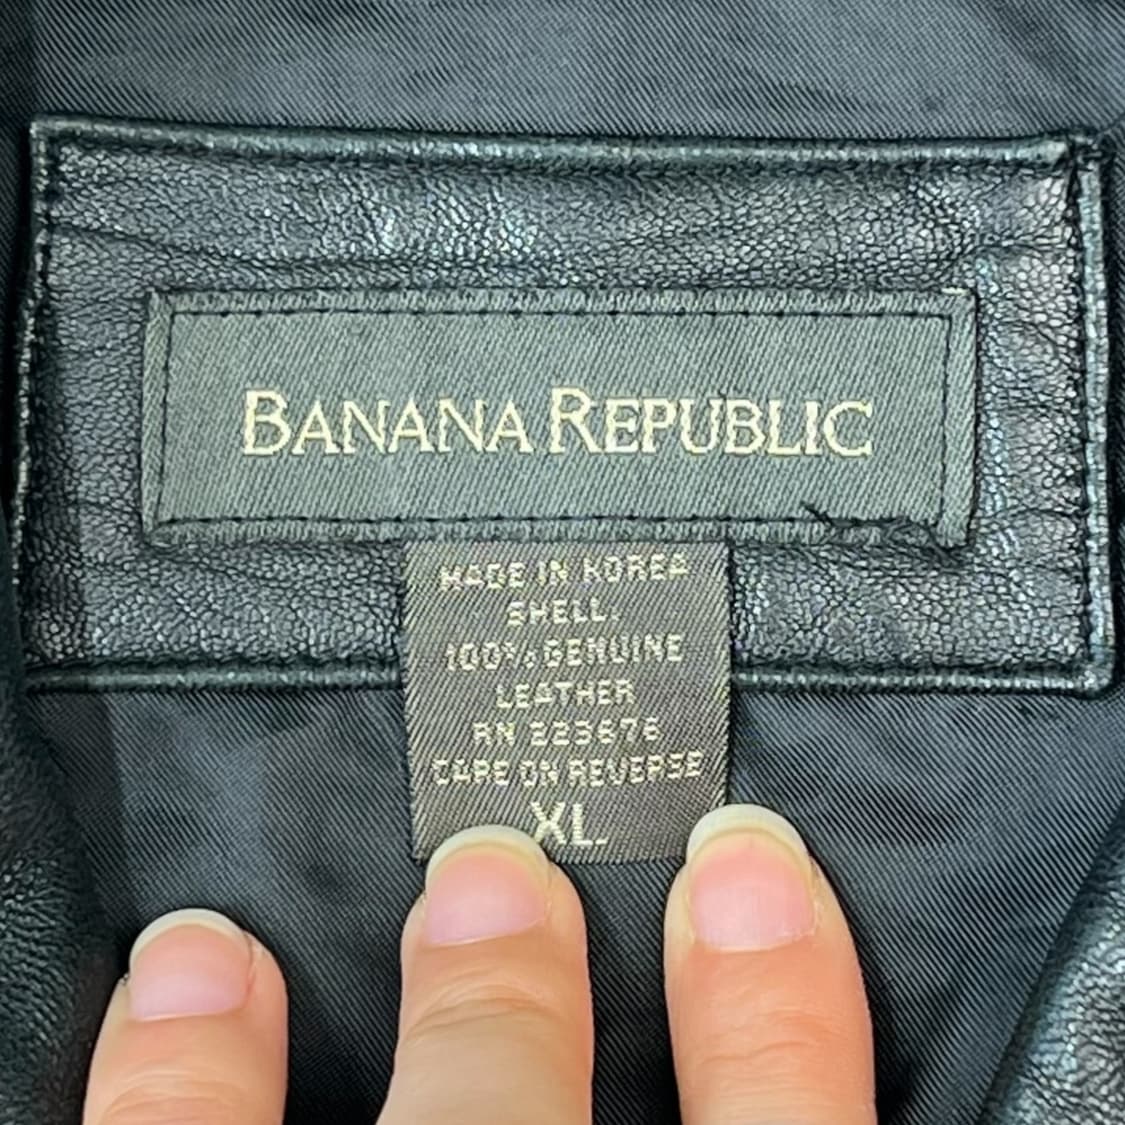 BANANA REPUBLIC
MADE IN KOREA
SHELL:
100% GENUINE
LEATHER
RN 223676
CARE ON REVERSE
XL